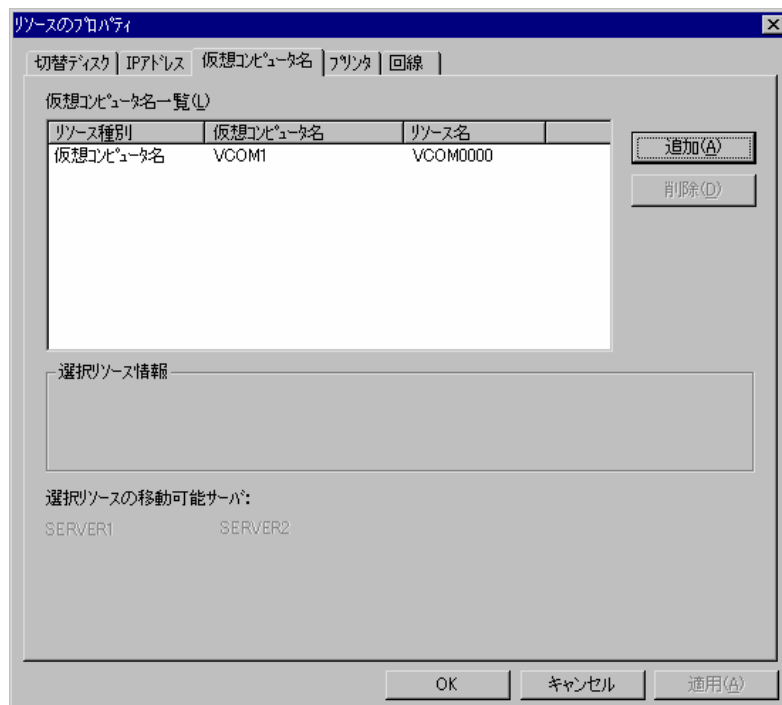 リソースのプロパティ
切替ディスク IPアドレス 仮想コンピュータ名 プリンタ 回線
仮想コンピュータ名一覧(L)
リソース種別 仮想コンピュータ名 リソース名
仮想コンピュータ名 VCOM1 VCOM0000
追加(A)
削除(D)
選択リソース情報
選択リソースの移動可能サーバ:
SERVER1 SERVER2
OK キャンセル 適用(A)